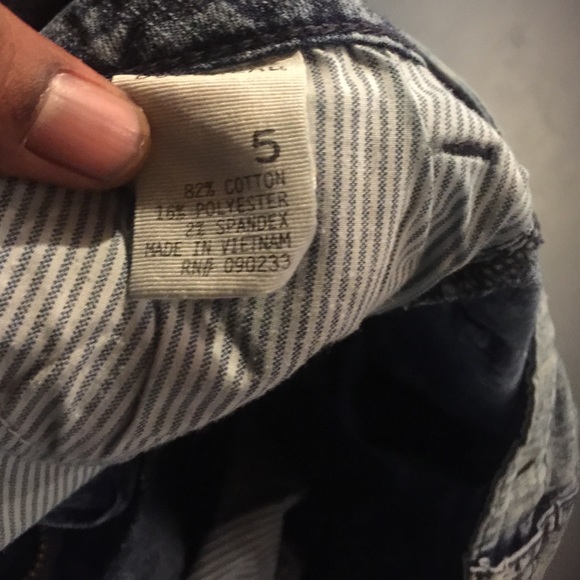 5
82% COTTON
16% POLYESTER
2% SPANDEX
MADE IN VIETNAM
RN# 090233